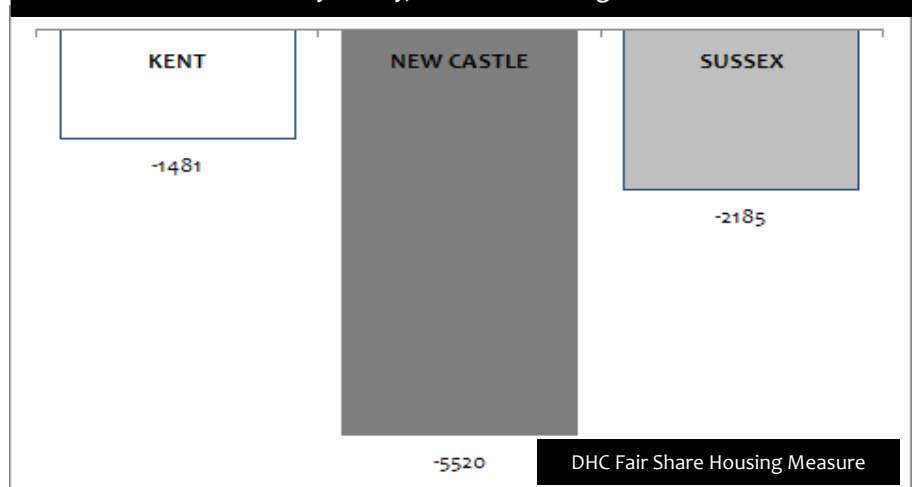 KENT NEW CASTLE SUSSEX
-1481
-2185
-5520
DHC Fair Share Housing Measure